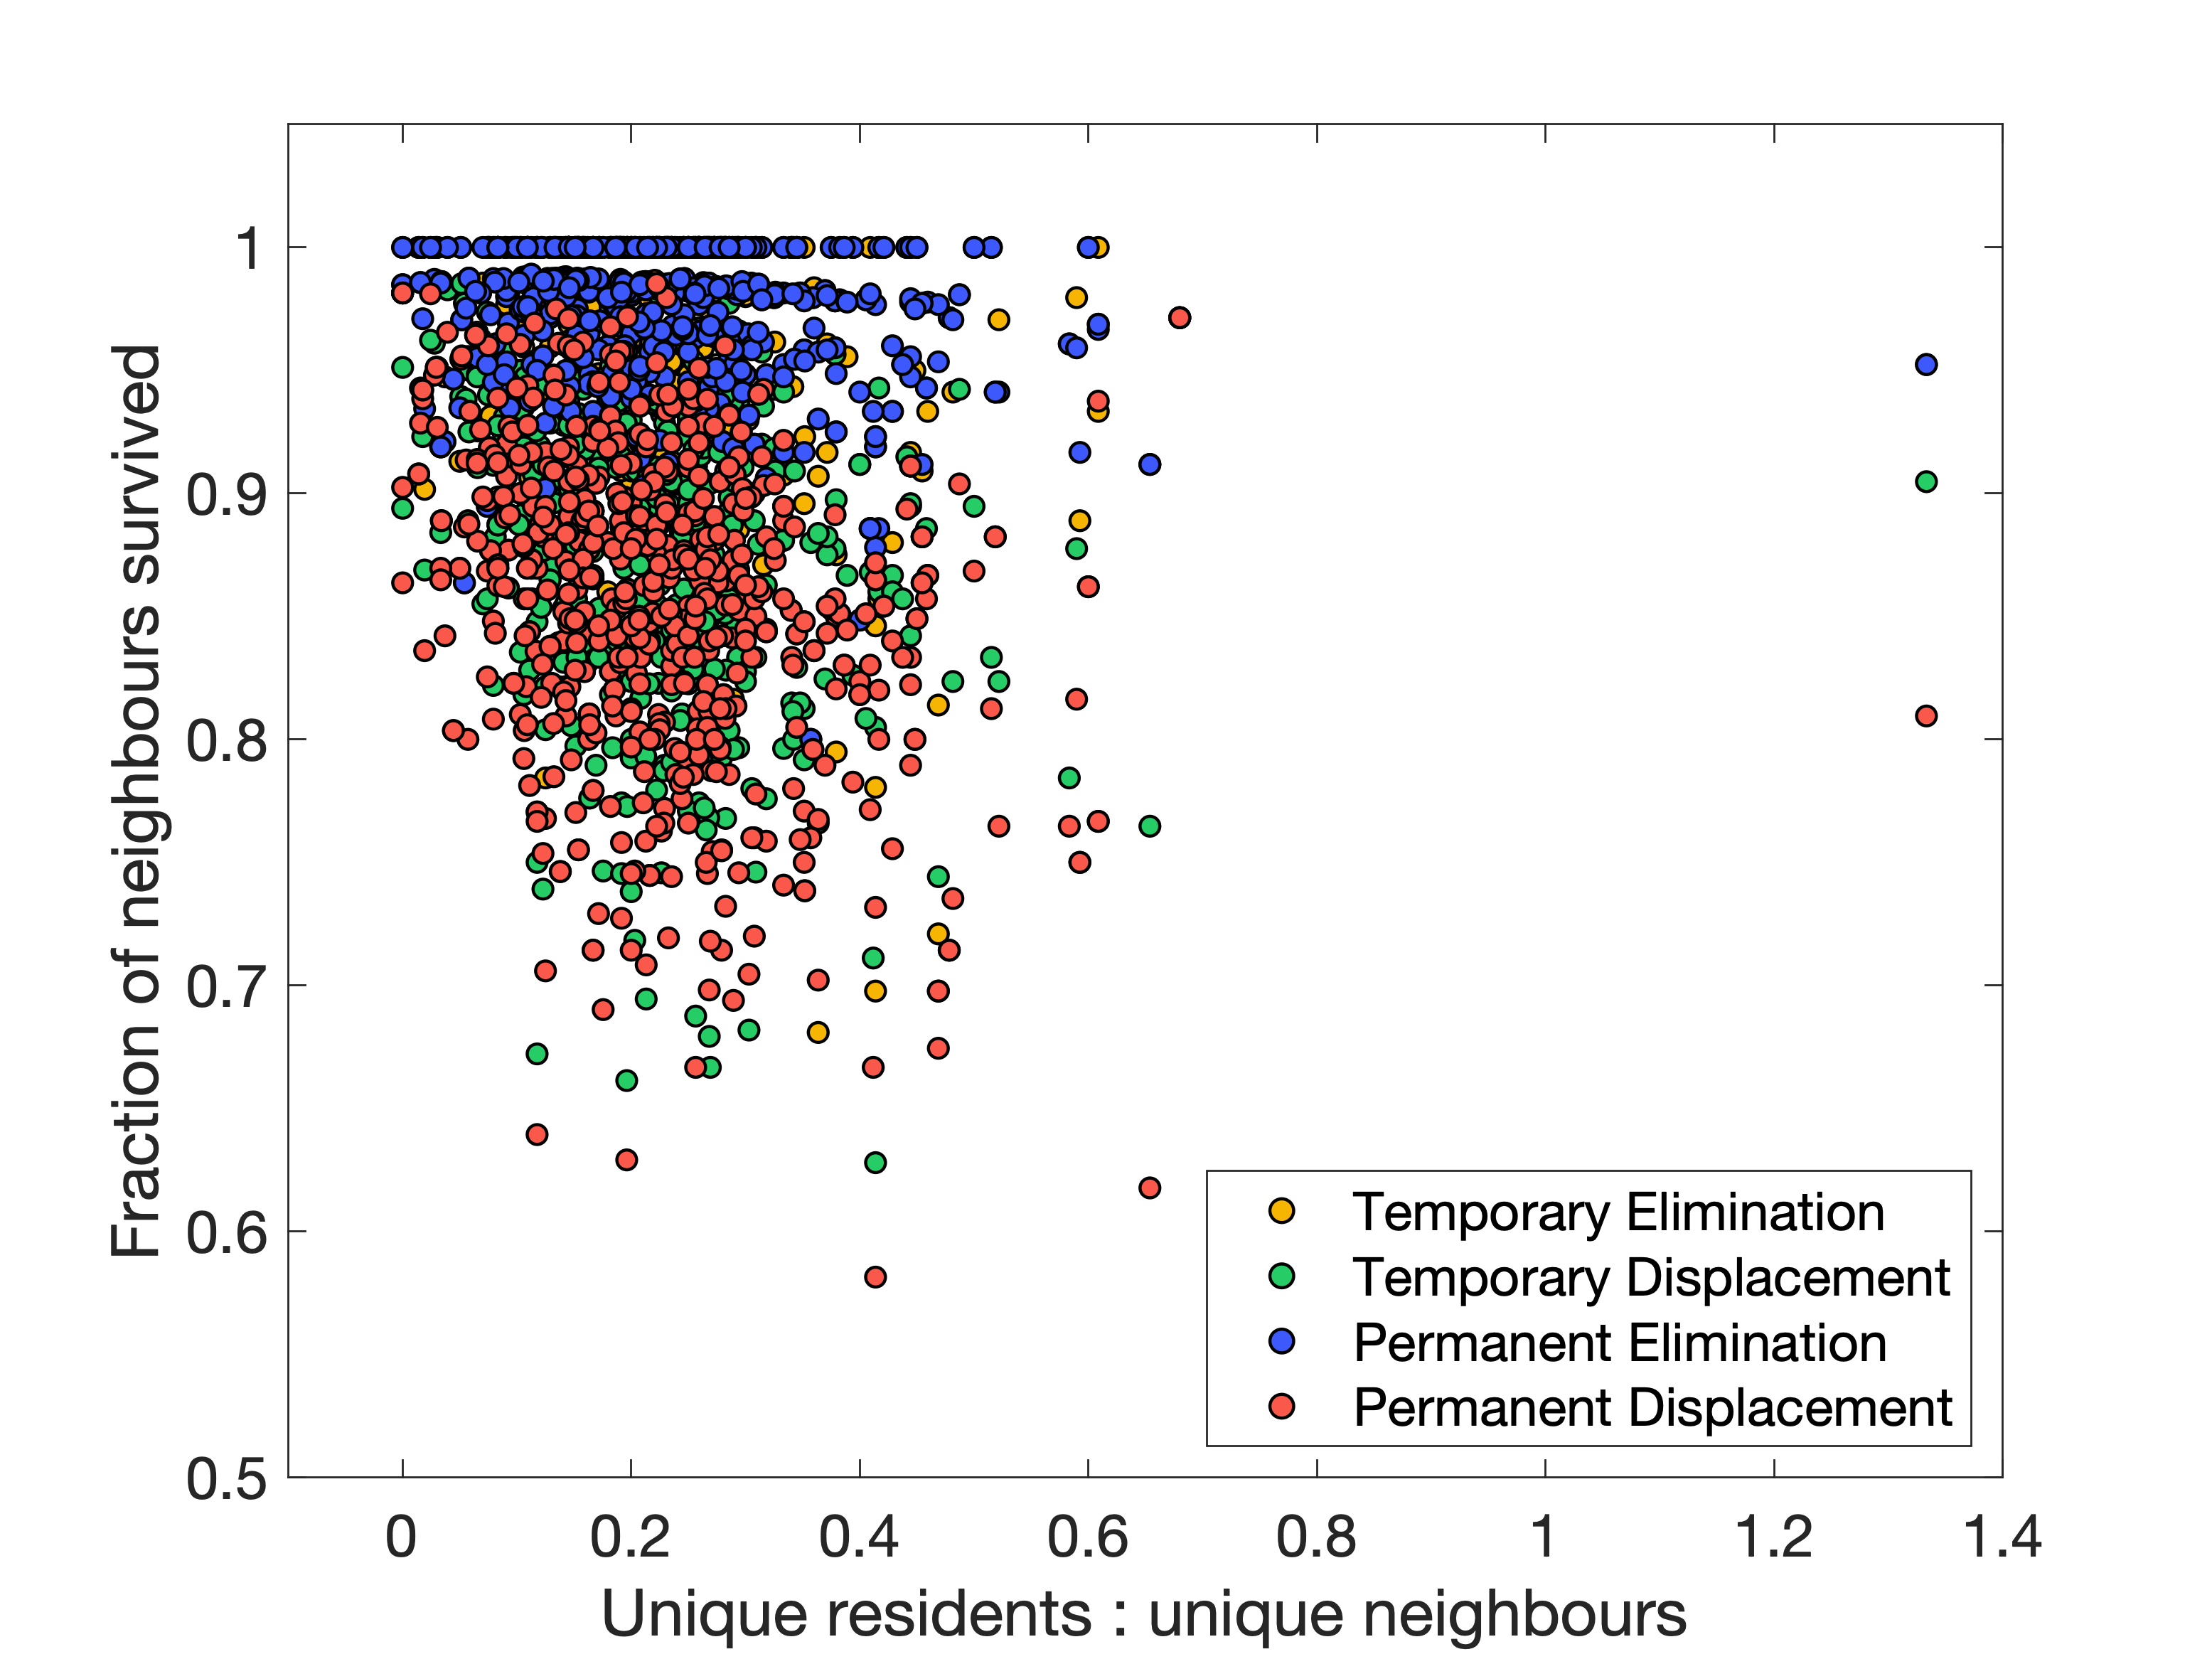 Fraction of neighbours survived
1
0.9
0.8
0.7
0.6
0.5
0 0.2 0.4 0.6 0.8 1 1.2 1.4
Unique residents : unique neighbours
Temporary Elimination
Temporary Displacement
Permanent Elimination
Permanent Displacement